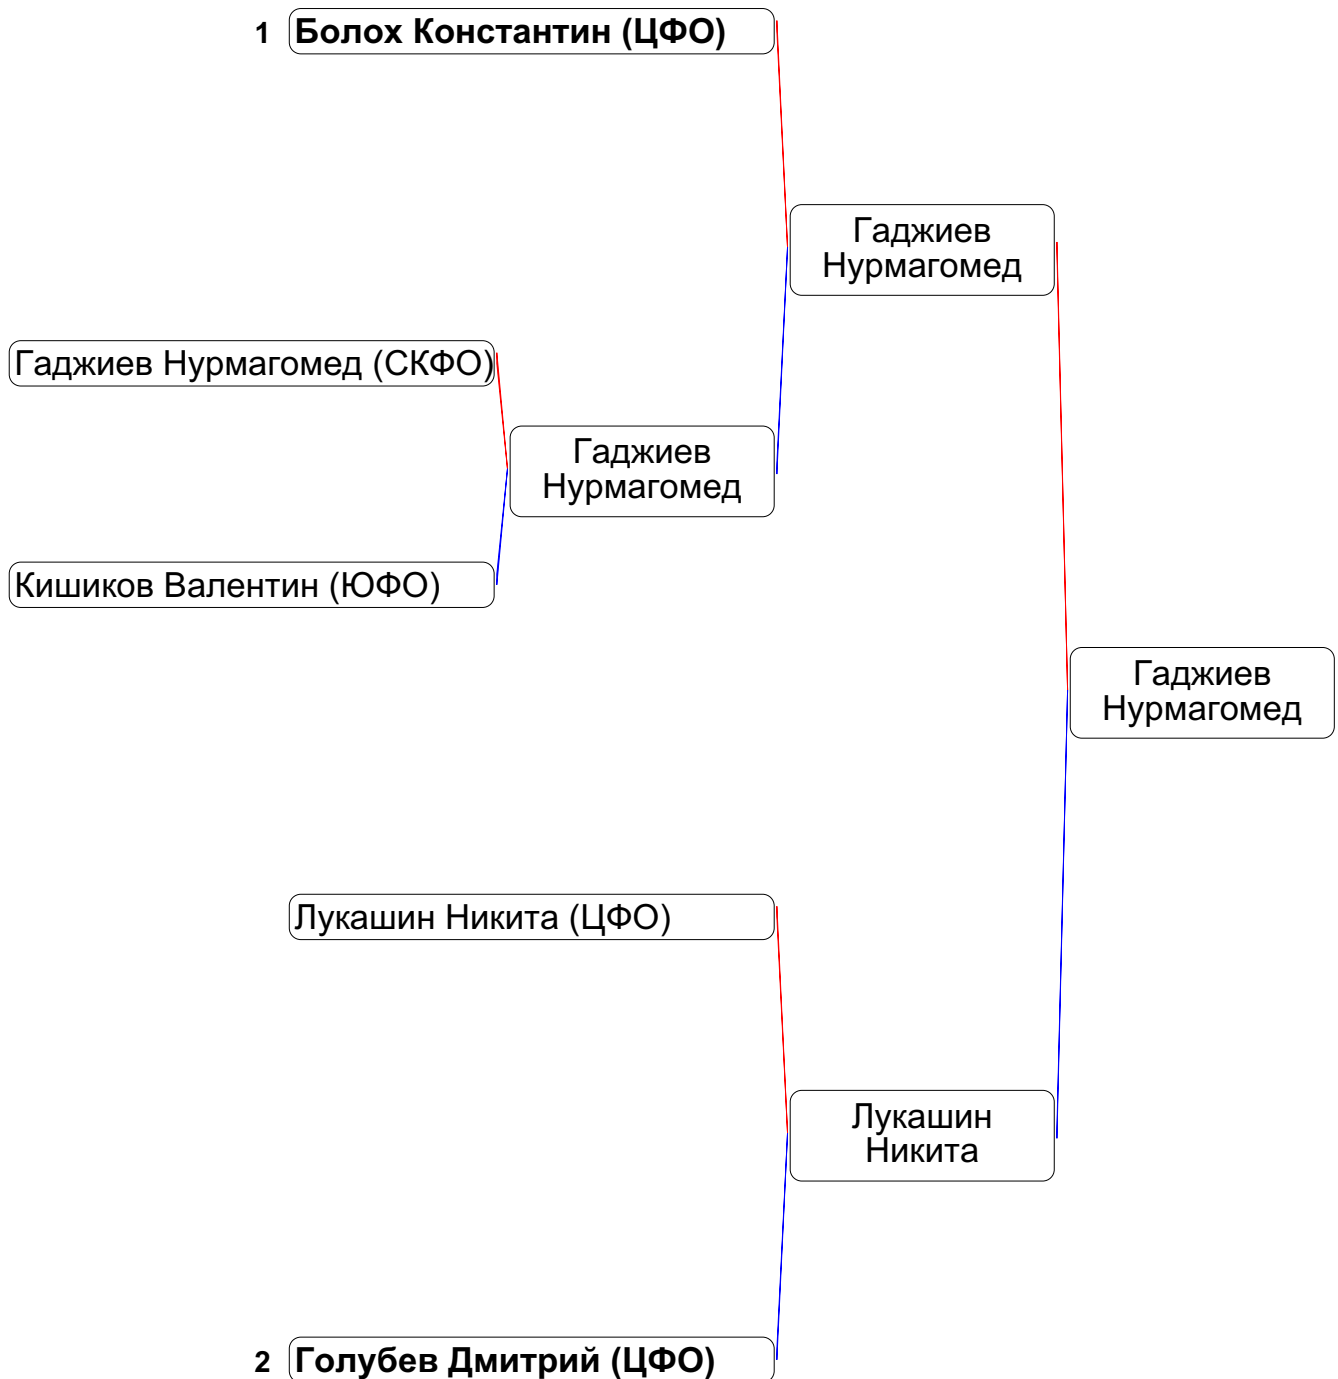 1 Болох Константин (ЦФО)
Гаджиев
Нурмагомед
Гаджиев Нурмагомед (СКФО)
Гаджиев
Нурмагомед
Кишиков Валентин (ЮФО)
Гаджиев
Нурмагомед
Лукашин Никита (ЦФО)
Лукашин
Никита
2 Голубев Дмитрий (ЦФО)